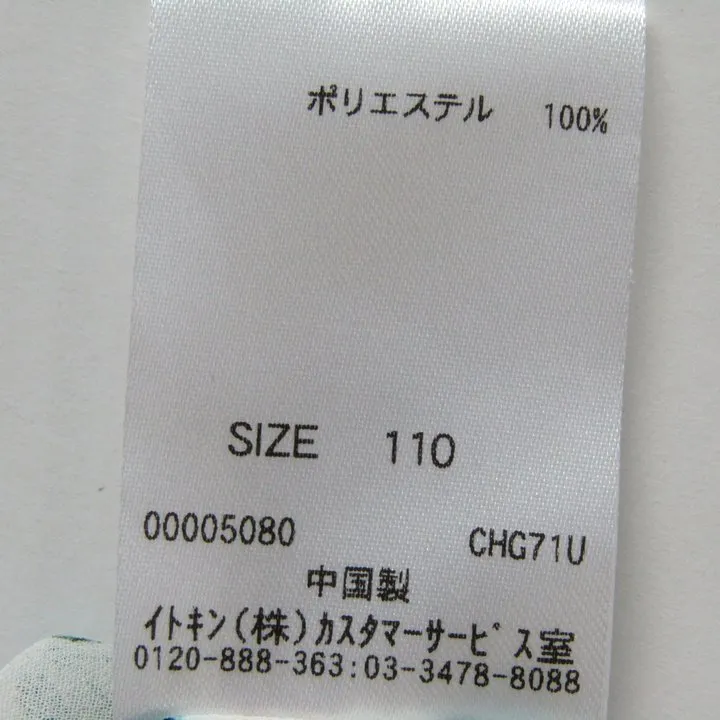 ポリエステル 100%
SIZE 110
00005080 CHG71U
中国製
イトキン(株)カスタマーサービス室
0120-888-363:03-3478-8088